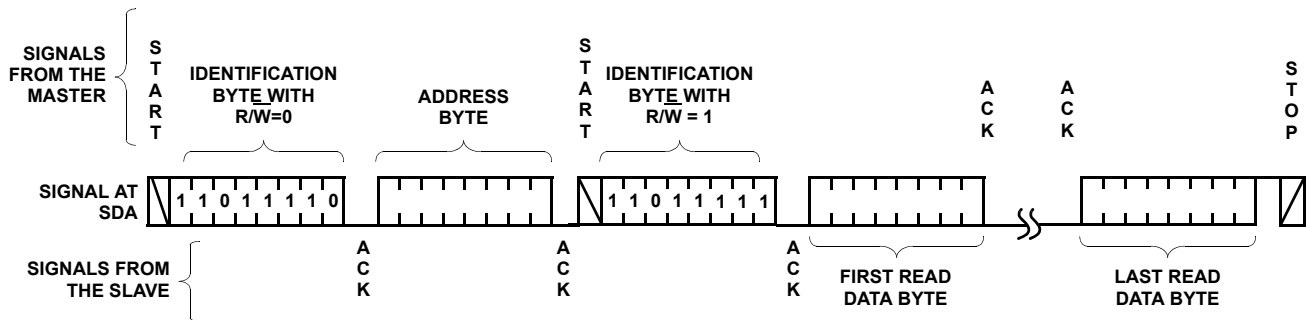 SIGNALS
FROM THE
MASTER
START
IDENTIFICATION
BYTE WITH
R/W=0
ADDRESS
BYTE
START
IDENTIFICATION
BYTE WITH
R/W = 1
ACK
ACK
STOP
SIGNAL AT
SDA
1 1 0 1 1 1 1 0
1 1 0 1 1 1 1 1
SIGNALS FROM
THE SLAVE
ACK
ACK
ACK
FIRST READ
DATA BYTE
LAST READ
DATA BYTE